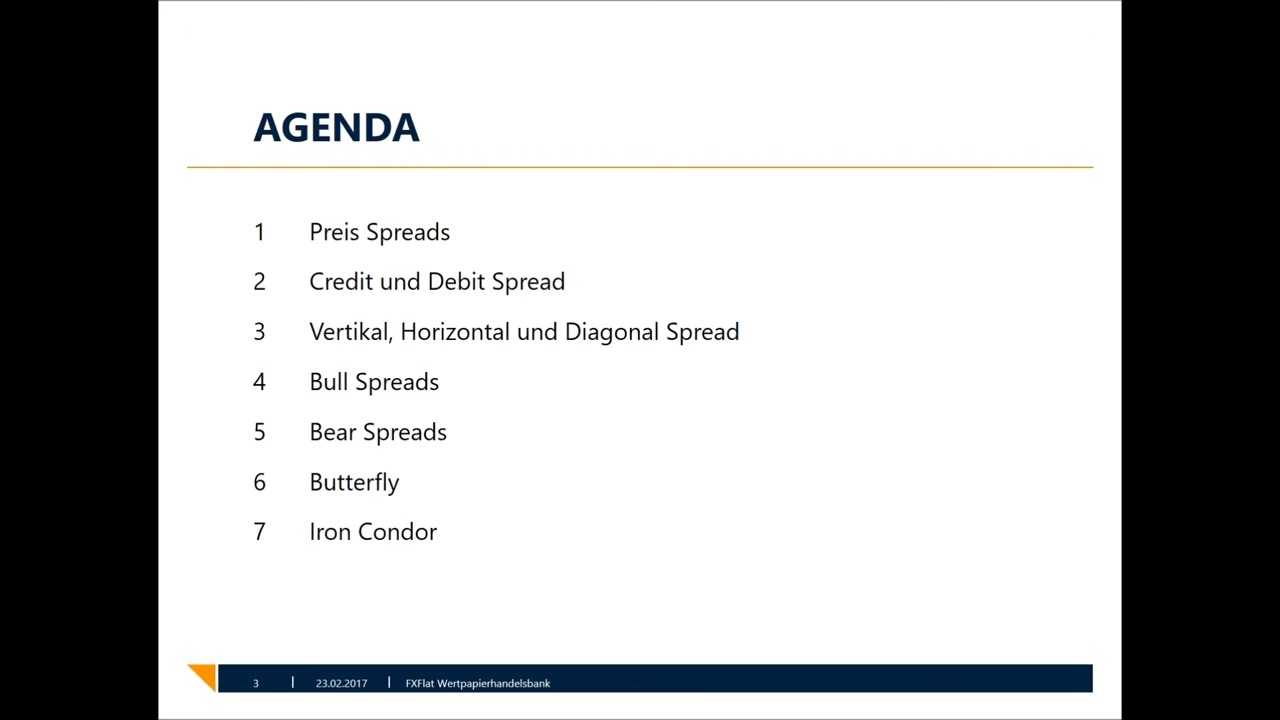 AGENDA
1 Preis Spreads
2 Credit und Debit Spread
3 Vertikal, Horizontal und Diagonal Spread
4 Bull Spreads
5 Bear Spreads
6 Butterfly
7 Iron Condor
3 | 23.02.2017 | FXFlat Wertpapierhandelsbank